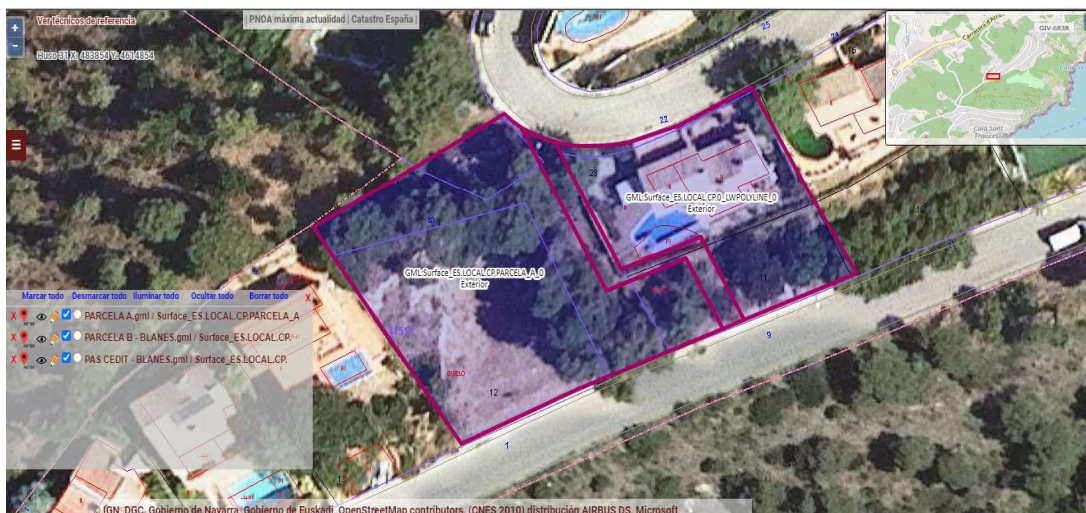 Ver técnicos de referencia
| PNOA máxima actualidad | Catastro España |
GIV-6838
Huso 31 X: 483854 Y: 4614854
25
22
28
GML:Surface_ES.LOCAL.CP.0_LWPOLYLINE_0
Exterior
GML:Surface_ES.LOCAL.CP.PARCELA_A_0
Exterior
11
9
Marcar todo Desmarcar todo Iluminar todo Ocultar todo Borrar todo X
X PARCELA A.gml / Surface_ES.LOCAL.CP.PARCELA_A
X PARCELA B - BLANES.gml / Surface_ES.LOCAL.CP.
X PAS CEDIT - BLANES.gml / Surface_ES.LOCAL.CP.
SUELO
12
7
© IGN, DGC, Gobierno de Navarra, Gobierno de Euskadi, OpenStreetMap contributors, (CNES 2010) distribución AIRBUS DS, Microsoft